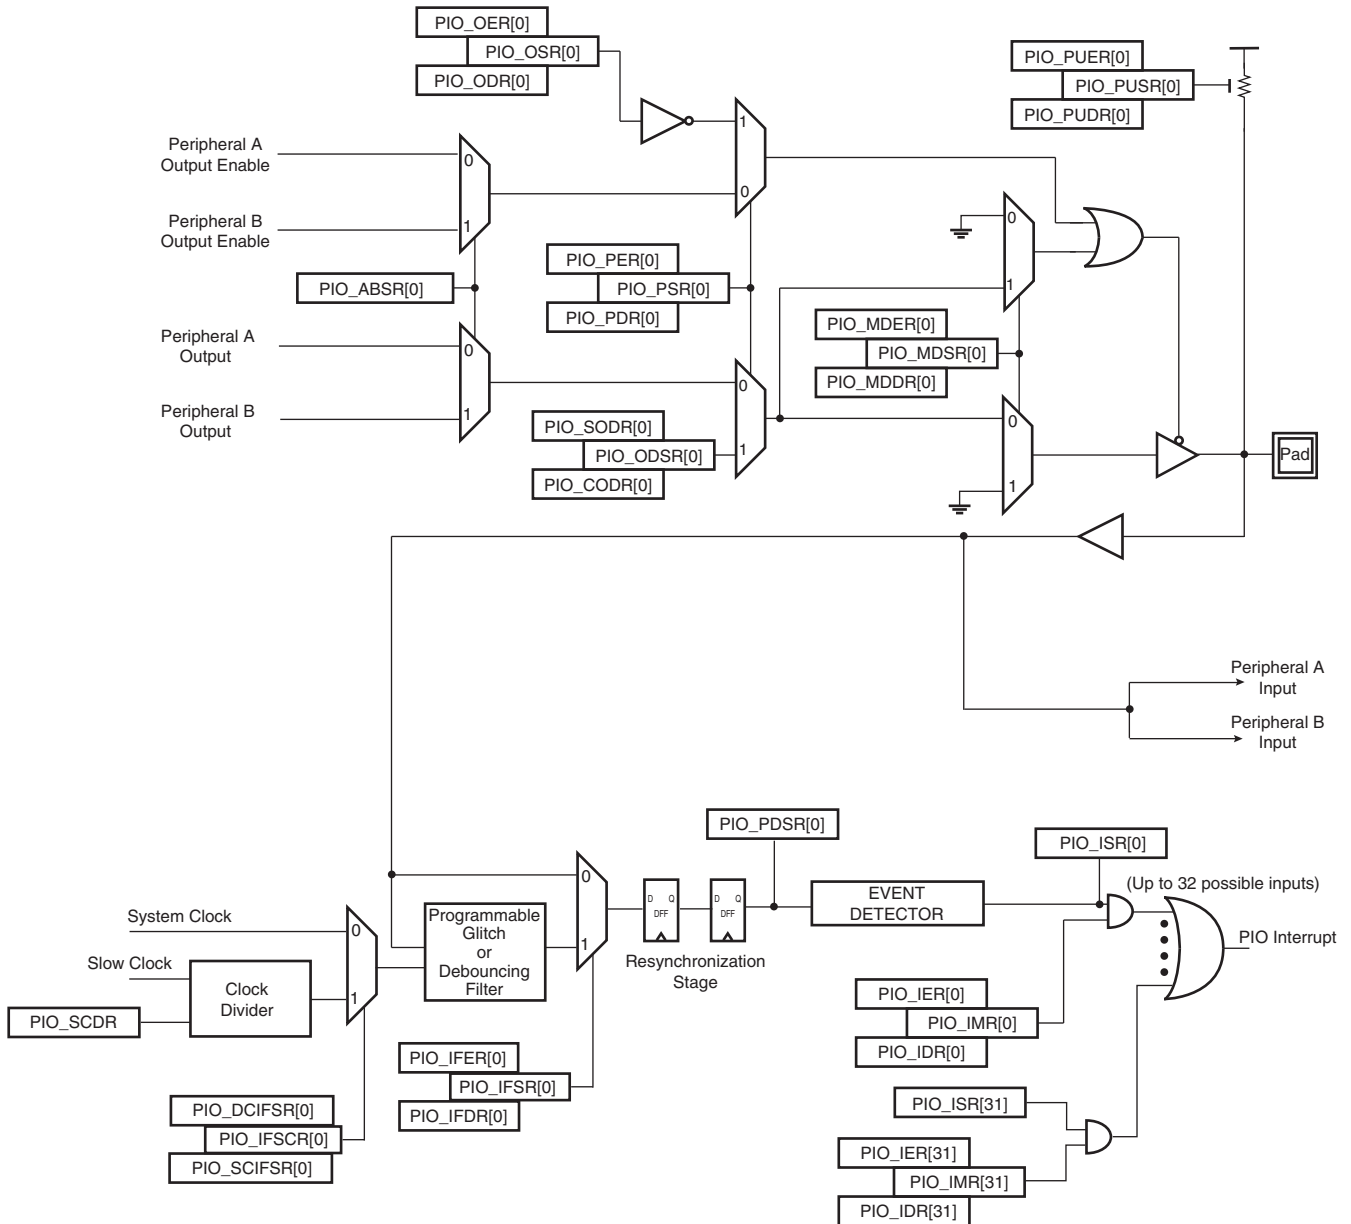 PIO_OER[0]
PIO_OSR[0]
PIO_ODR[0]
PIO_PUER[0]
PIO_PUSR[0]
PIO_PUDR[0]
1
Peripheral A
Output Enable
0
0
Peripheral B
Output Enable
1
0
PIO_PER[0]
PIO_ABSR[0]
PIO_PSR[0]
PIO_PDR[0]
1
PIO_MDER[0]
Peripheral A
Output
0
PIO_MDSR[0]
PIO_MDDR[0]
0
Peripheral B
Output
1
PIO_SODR[0]
0
PIO_ODSR[0]
1
Pad
PIO_CODR[0]
1
Peripheral A
Input
Peripheral B
Input
PIO_PDSR[0]
PIO_ISR[0]
0
(Up to 32 possible inputs)
EVENT
DETECTOR
D Q
DFF
D Q
DFF
System Clock
0
Programmable
Glitch
or
Debouncing
Filter
1
PIO Interrupt
Resynchronization
Stage
Slow Clock
Clock
Divider
1
PIO_SCDR
PIO_IER[0]
PIO_IMR[0]
PIO_IDR[0]
PIO_IFER[0]
PIO_IFSR[0]
PIO_IFDR[0]
PIO_DCIFSR[0]
PIO_IFSCR[0]
PIO_SCIFSR[0]
PIO_ISR[31]
PIO_IER[31]
PIO_IMR[31]
PIO_IDR[31]